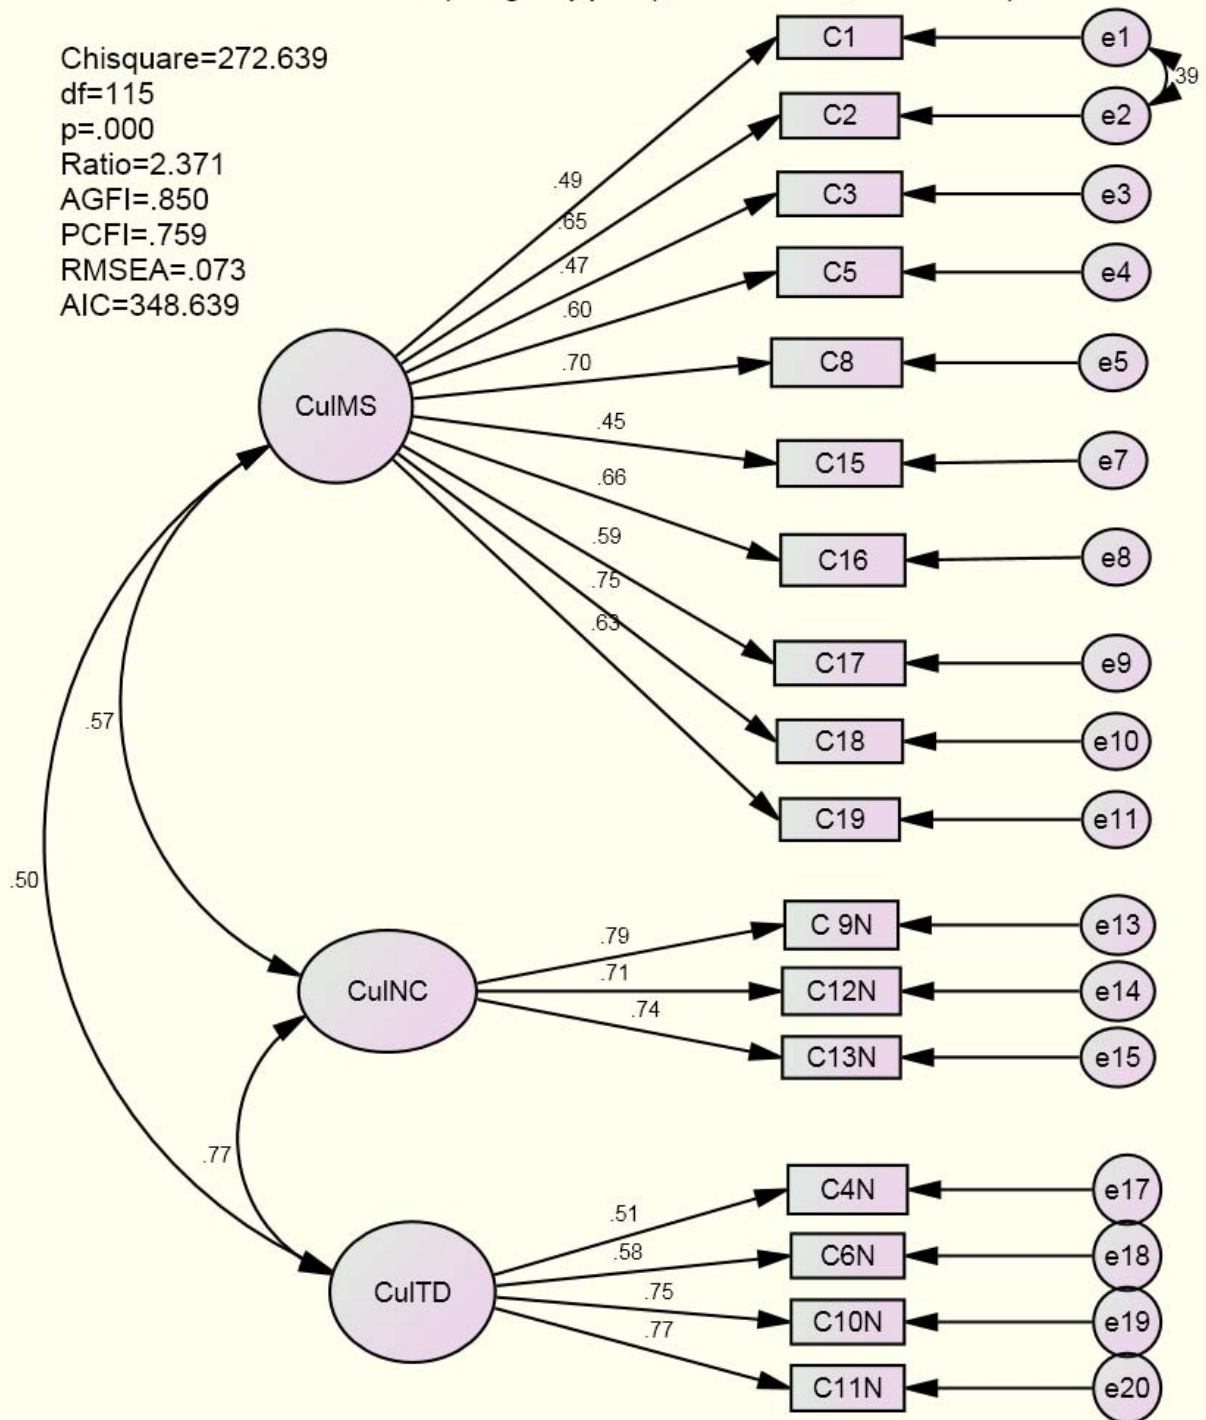 Chisquare=272.639
df=115
p=.000
Ratio=2.371
AGFI=.850
PCFI=.759
RMSEA=.073
AIC=348.639
C1
e1
.39
C2
e2
.49
C3
e3
.65
.47
C5
e4
.60
C8
e5
.70
CulMS
.45
C15
e7
.66
C16
e8
.59
.75
.63
C17
e9
.57
C18
e10
C19
e11
.50
C 9N
e13
.79
.71
CulNC
C12N
e14
.74
C13N
e15
.77
C4N
e17
.51
.58
C6N
e18
CulTD
.75
C10N
e19
.77
C11N
e20